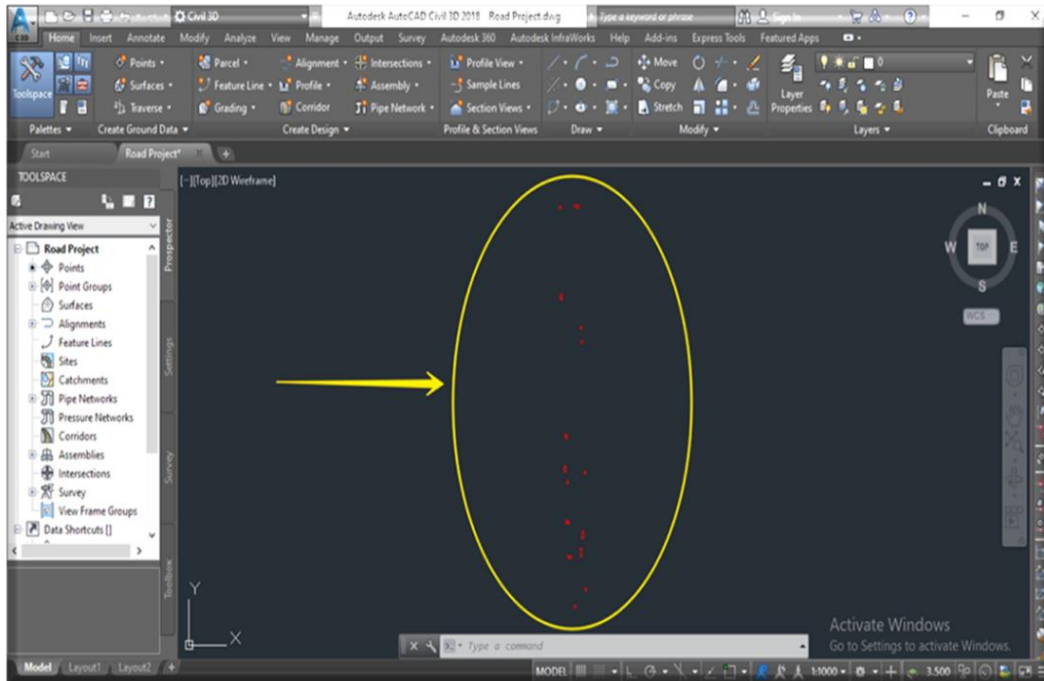 Civil 3D
Autodesk AutoCAD Civil 3D 2018 Road Project.dwg
Type a keyword or phrase
Sign In
C3D
Home Insert Annotate Modify Analyze View Manage Output Survey Autodesk 360 Autodesk InfraWorks Help Add-ins Express Tools Featured Apps
Points Parcel Alignment Intersections Profile View Move
Toolspace Surfaces Feature Line Profile Assembly Sample Lines Copy Layer Properties Paste
Traverse Grading Corridor Pipe Network Section Views Stretch
0
Palettes Create Ground Data Create Design Profile & Section Views Draw Modify Layers Clipboard
Start Road Project*
TOOLSPACE
[-][Top][2D Wireframe]
Active Drawing View
Prospector
Settings
Survey
Toolbox
Road Project
Points
Point Groups
Surfaces
Alignments
Feature Lines
Sites
Catchments
Pipe Networks
Pressure Networks
Corridors
Assemblies
Intersections
Survey
View Frame Groups
Data Shortcuts []
N
W TOP E
S
WCS
Y
X
Type a command
Activate Windows
Go to Settings to activate Windows.
Model Layout1 Layout2 +
MODEL 1:1000 3.500